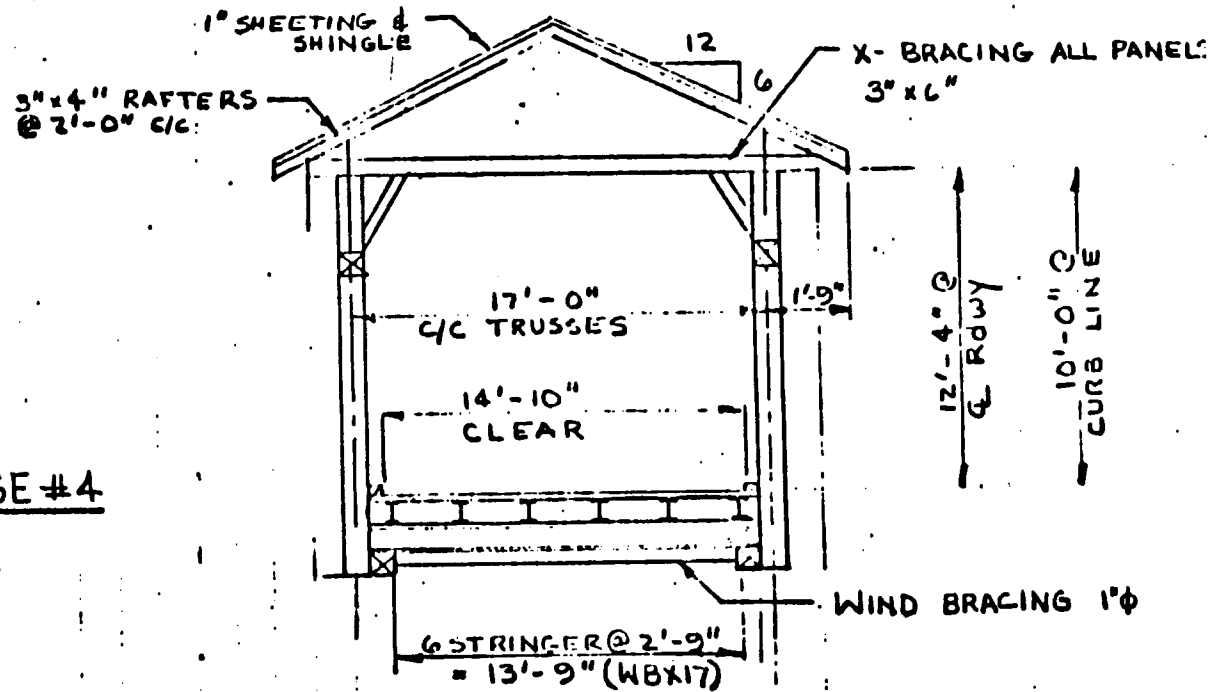 1" SHEETING &
SHINGLE
3" x 4" RAFTERS
@ 2'-0" C/C
12
6
X- BRACING ALL PANELS
3" x 6"
17'-0"
C/C TRUSSES
1'-9"
14'-10"
CLEAR
12'-4" @
℄ Rdwy
10'-0" @
CURB LINE
SE #4
WIND BRACING 1"ϕ
6 STRINGER @ 2'-9"
= 13'-9" (W8X17)